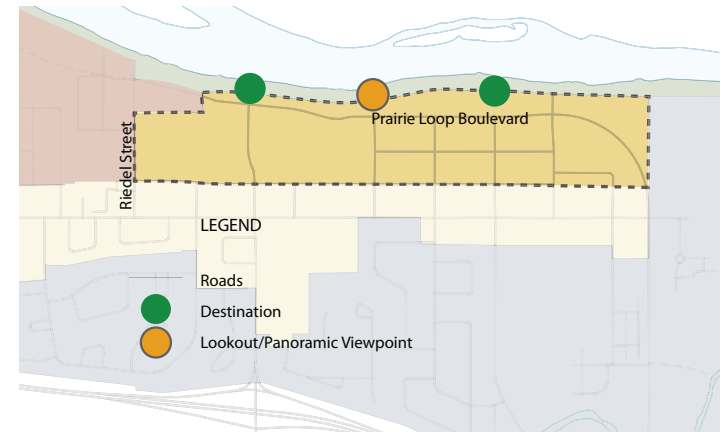 Prairie Loop Boulevard
Riedel Street
LEGEND
Roads
Destination
Lookout/Panoramic Viewpoint